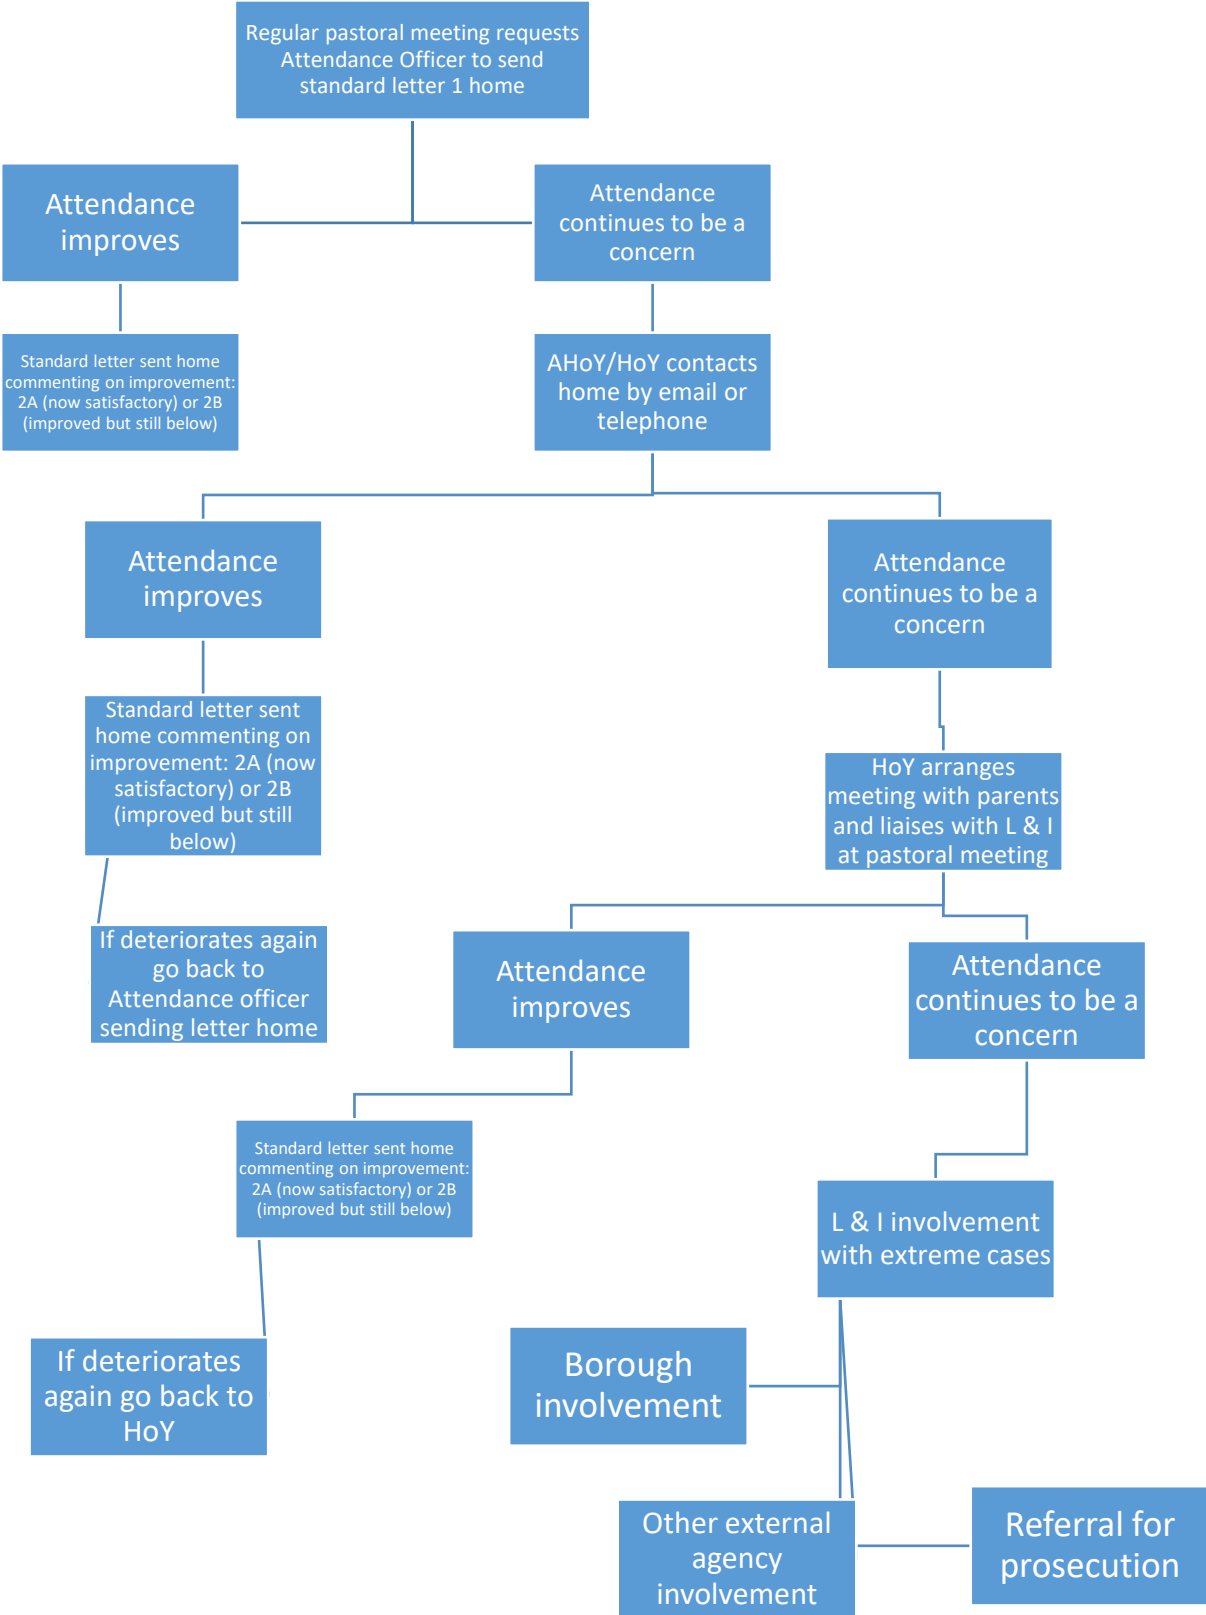 Regular pastoral meeting requests
Attendance Officer to send
standard letter 1 home
Attendance
improves
Attendance
continues to be a
concern
Standard letter sent home
commenting on improvement:
2A (now satisfactory) or 2B
(improved but still below)
AHoY/HoY contacts
home by email or
telephone
Attendance
improves
Attendance
continues to be a
concern
Standard letter sent
home commenting on
improvement: 2A (now
satisfactory) or 2B
(improved but still
below)
HoY arranges
meeting with parents
and liaises with L & I
at pastoral meeting
If deteriorates again
go back to
Attendance officer
sending letter home
Attendance
improves
Attendance
continues to be a
concern
Standard letter sent home
commenting on improvement:
2A (now satisfactory) or 2B
(improved but still below)
L & I involvement
with extreme cases
If deteriorates
again go back to
HoY
Borough
involvement
Other external
agency
involvement
Referral for
prosecution